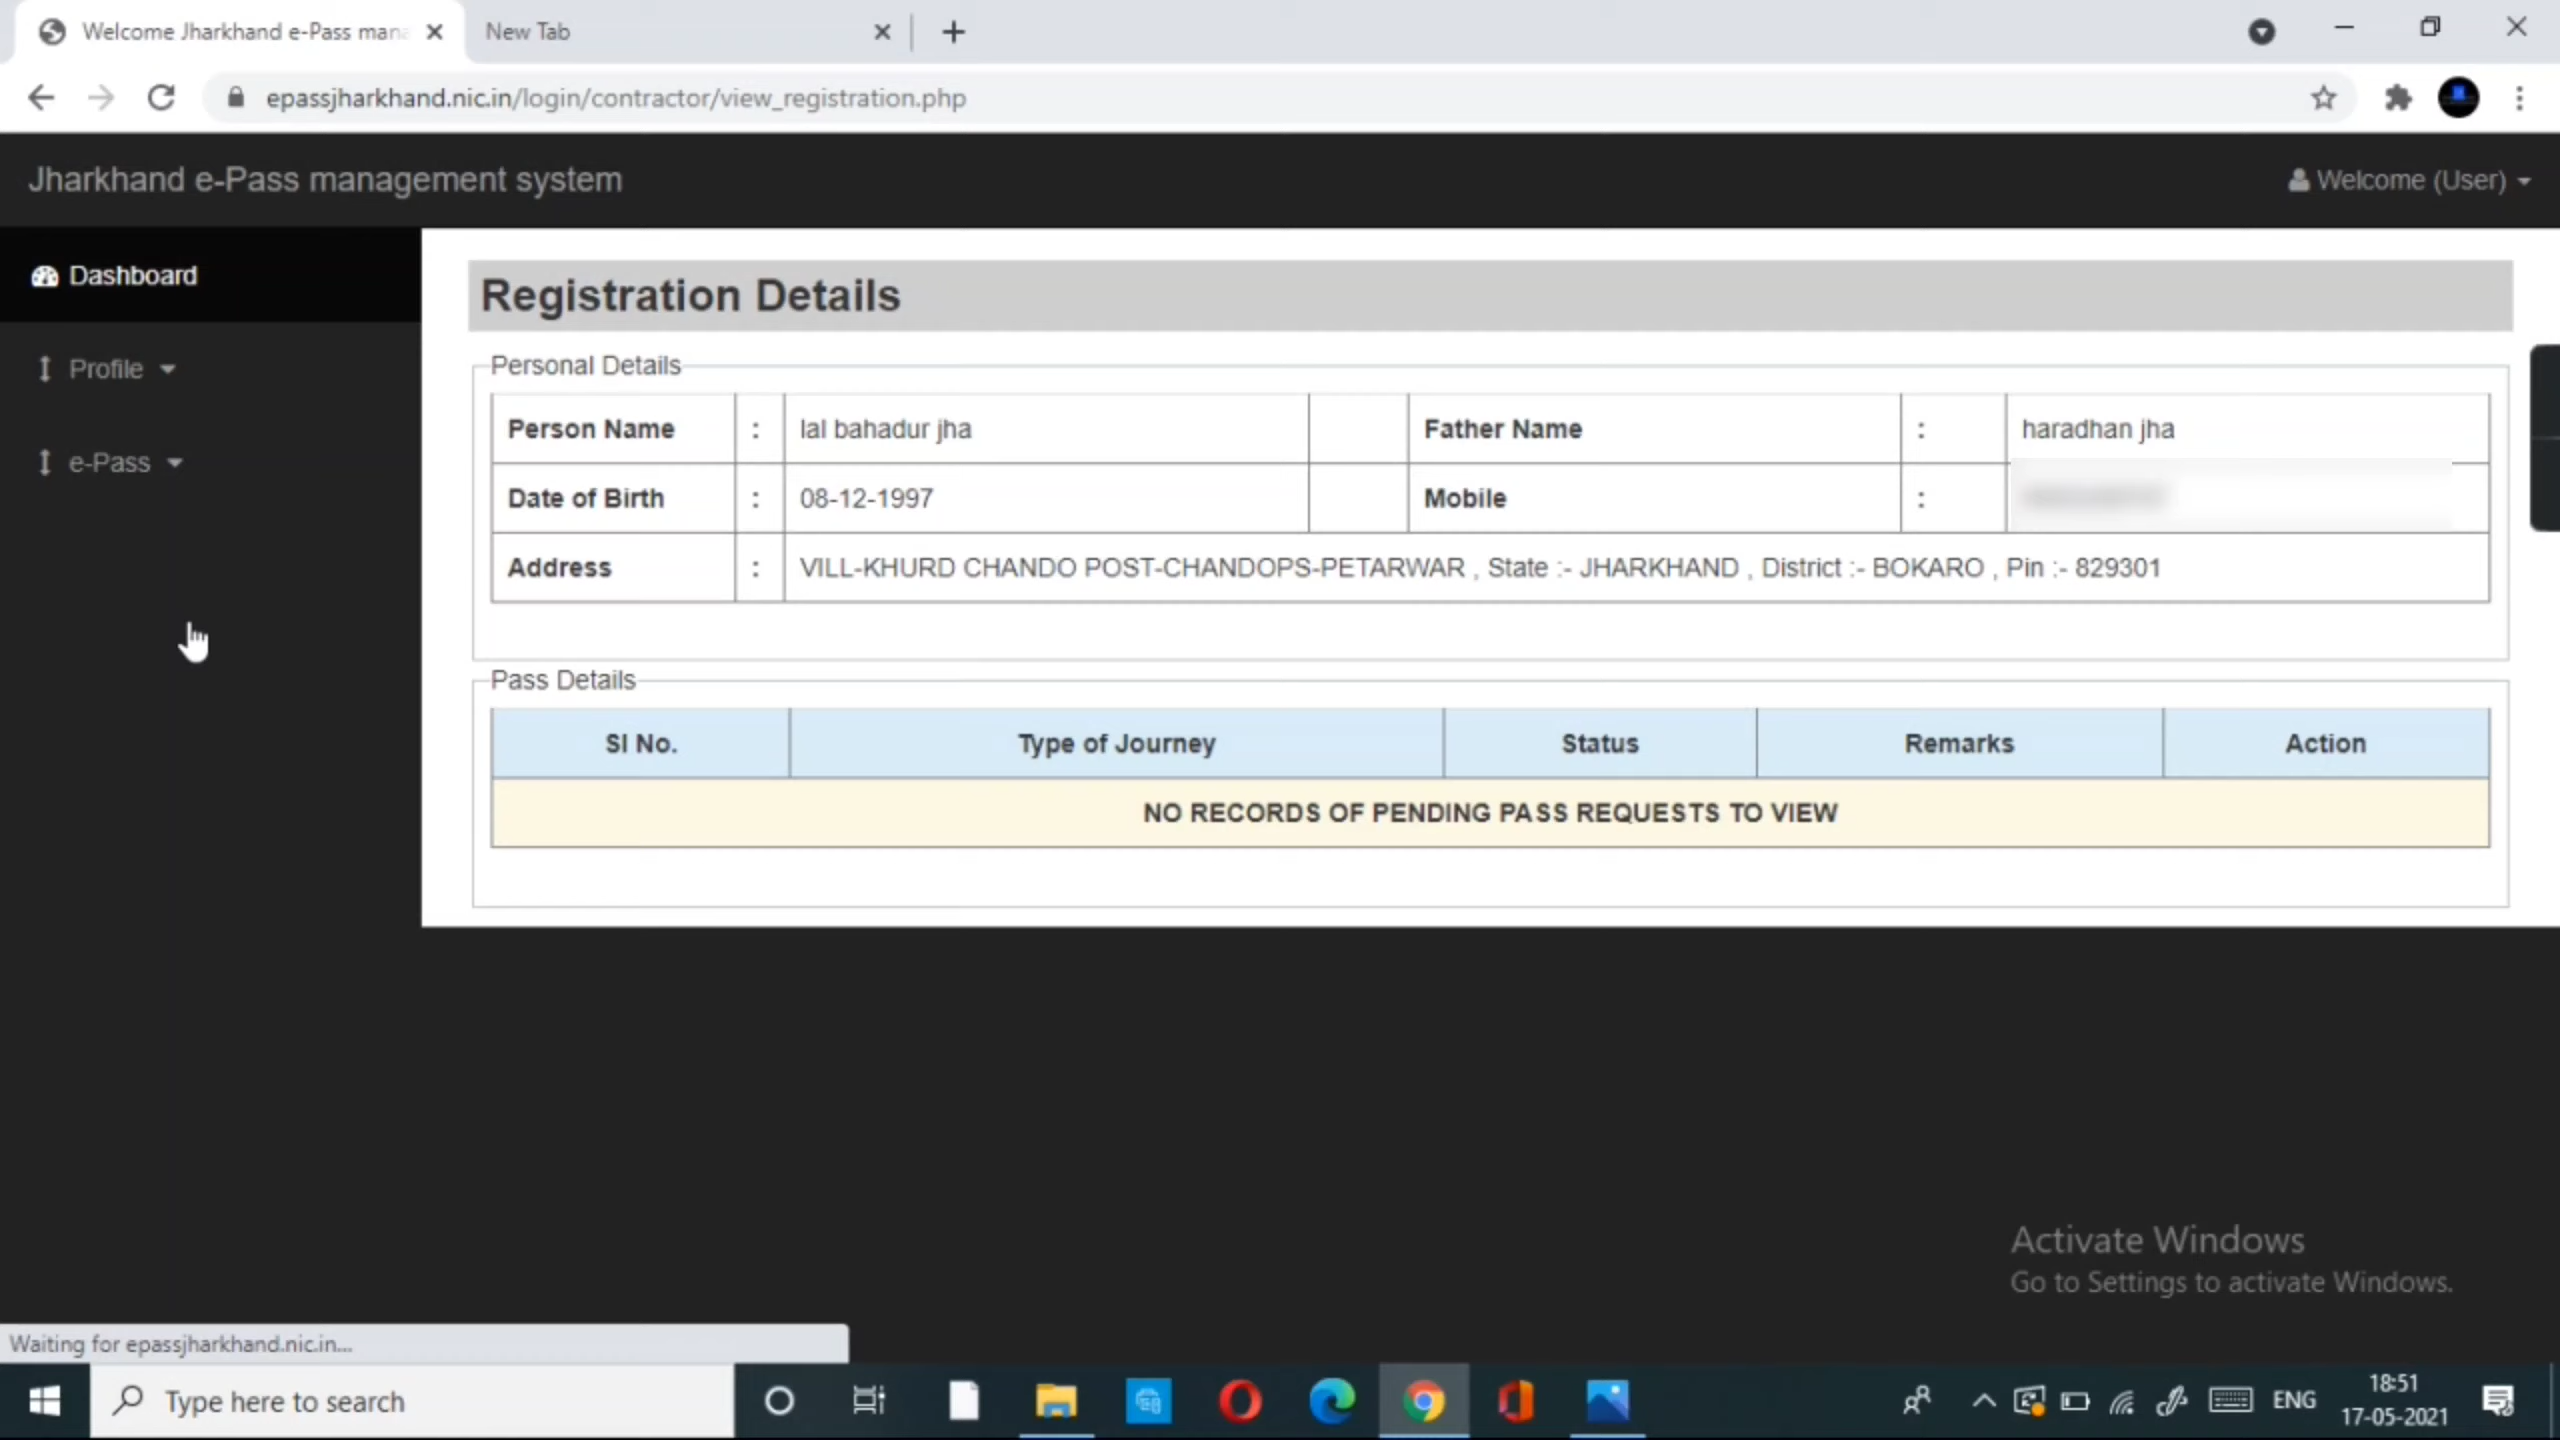 Welcome Jharkhand e-Pass mana
New Tab
epassjharkhand.nic.in/login/contractor/view_registration.php
Jharkhand e-Pass management system
Welcome (User)
Dashboard
Profile
e-Pass
Registration Details
Personal Details
Person Name : lal bahadur jha Father Name : haradhan jha
Date of Birth : 08-12-1997 Mobile :
Address : VILL-KHURD CHANDO POST-CHANDOPS-PETARWAR , State :- JHARKHAND , District :- BOKARO , Pin :- 829301
Pass Details
Sl No. Type of Journey Status Remarks Action
NO RECORDS OF PENDING PASS REQUESTS TO VIEW
Activate Windows
Go to Settings to activate Windows.
Waiting for epassjharkhand.nic.in...
Type here to search
ENG
18:51
17-05-2021